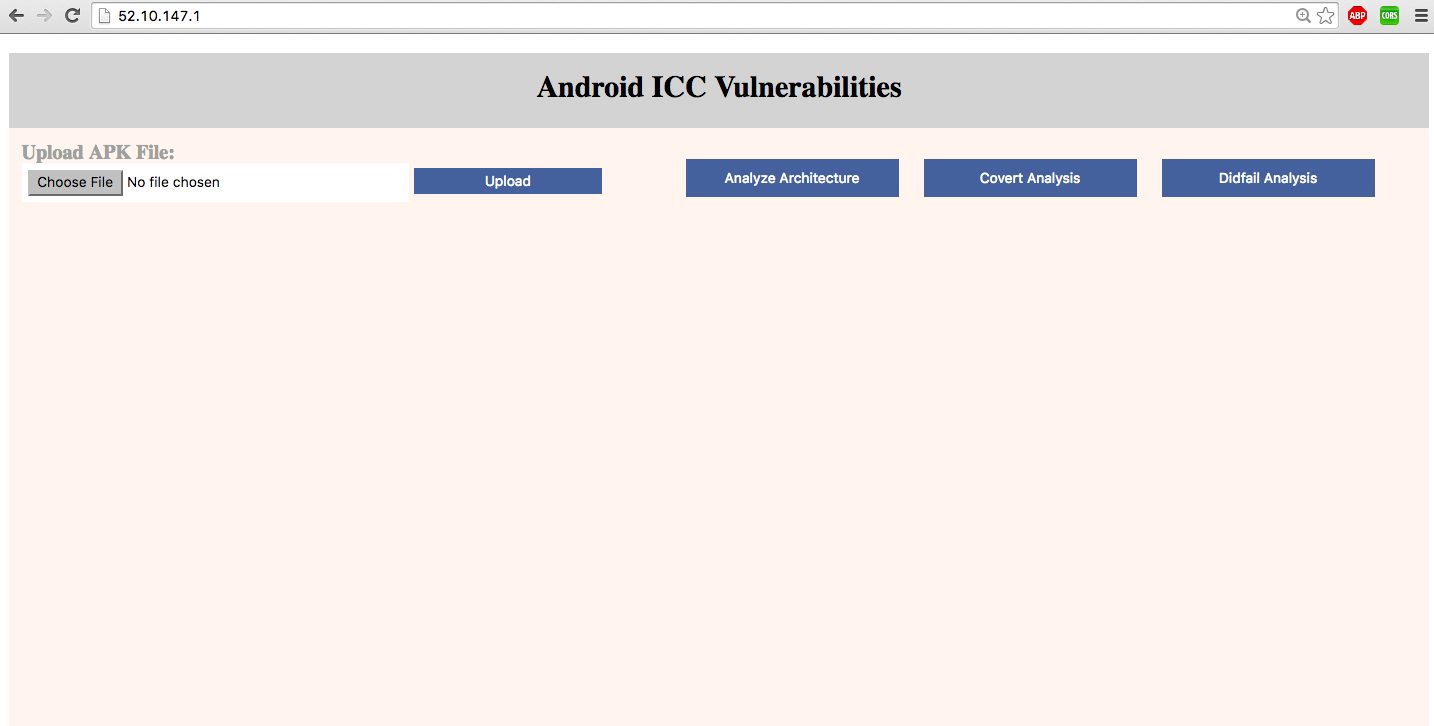 52.10.147.1
ABP
CORS
Android ICC Vulnerabilities
Upload APK File:
Choose File No file chosen Upload Analyze Architecture Covert Analysis Didfail Analysis